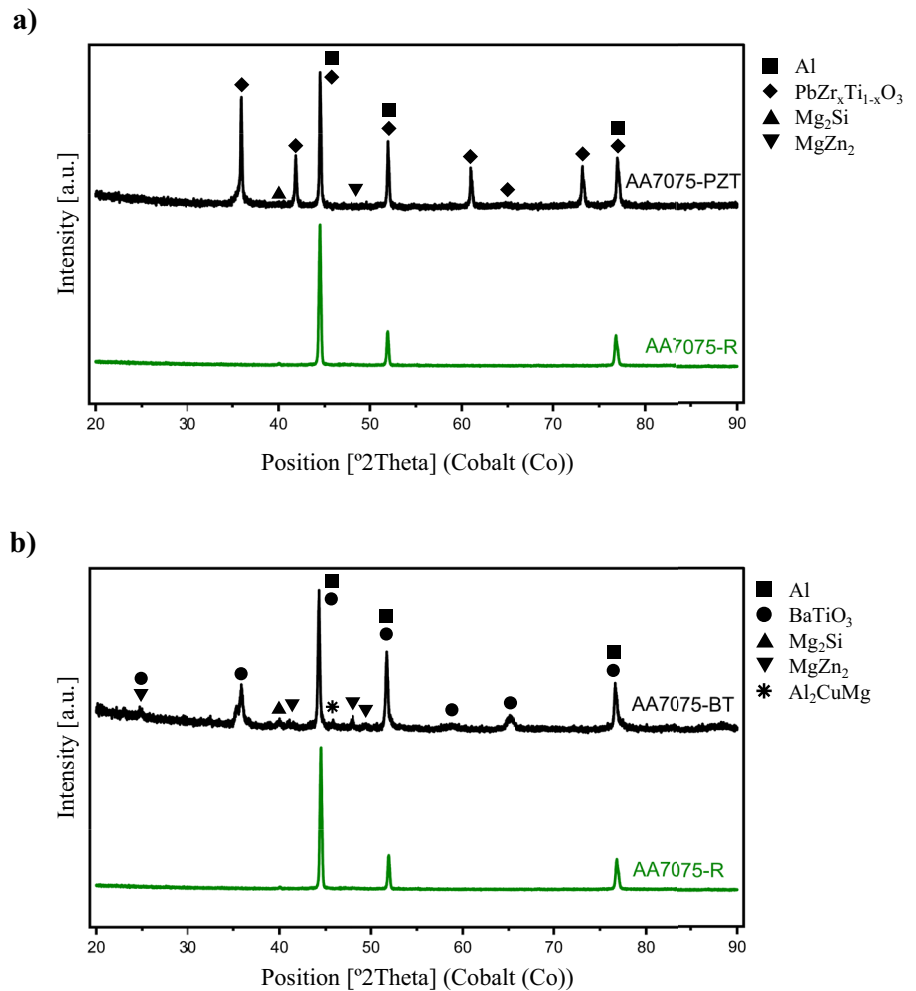 a)
Al
PbZrₓTi₁₋ₓO₃
Mg₂Si
MgZn₂
AA7075-PZT
AA7075-R
Intensity [a.u.]
20 30 40 50 60 70 80 90
Position [º2Theta] (Cobalt (Co))
b)
Al
BaTiO₃
Mg₂Si
MgZn₂
Al₂CuMg
AA7075-BT
AA7075-R
Intensity [a.u.]
20 30 40 50 60 70 80 90
Position [º2Theta] (Cobalt (Co))